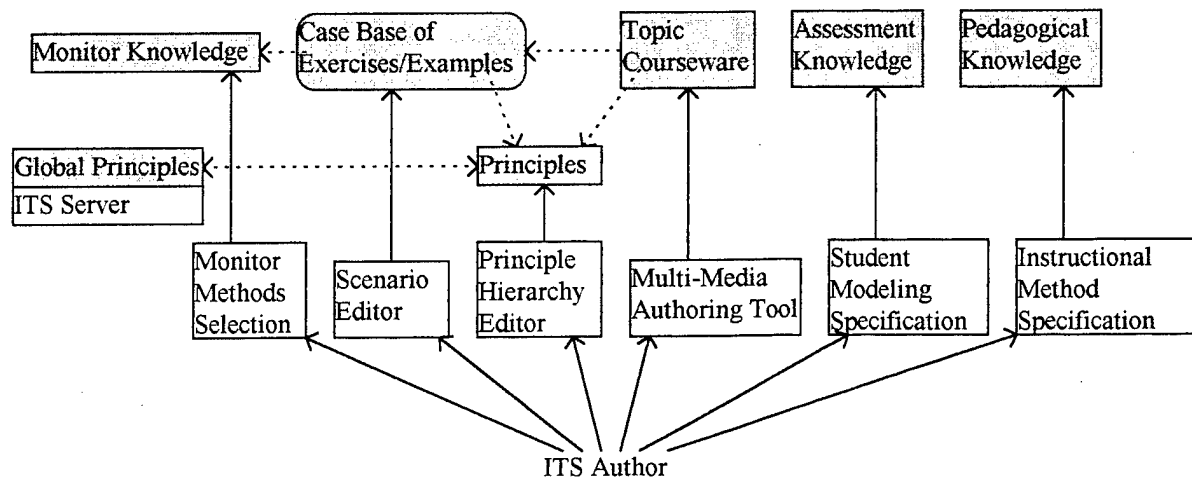 Monitor Knowledge
Case Base of
Exercises/Examples
Topic
Courseware
Assessment
Knowledge
Pedagogical
Knowledge
Global Principles
ITS Server
Principles
Monitor
Methods
Selection
Scenario
Editor
Principle
Hierarchy
Editor
Multi-Media
Authoring Tool
Student
Modeling
Specification
Instructional
Method
Specification
ITS Author